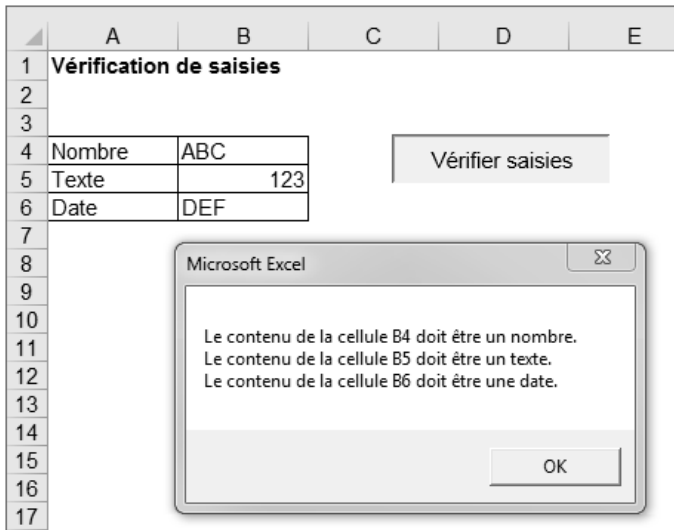 A B C D E
1 Vérification de saisies
2
3
4 Nombre ABC Vérifier saisies
5 Texte 123
6 Date DEF
7
8 Microsoft Excel
9
10
11 Le contenu de la cellule B4 doit être un nombre.
Le contenu de la cellule B5 doit être un texte.
12 Le contenu de la cellule B6 doit être une date.
13
14
15 OK
16
17